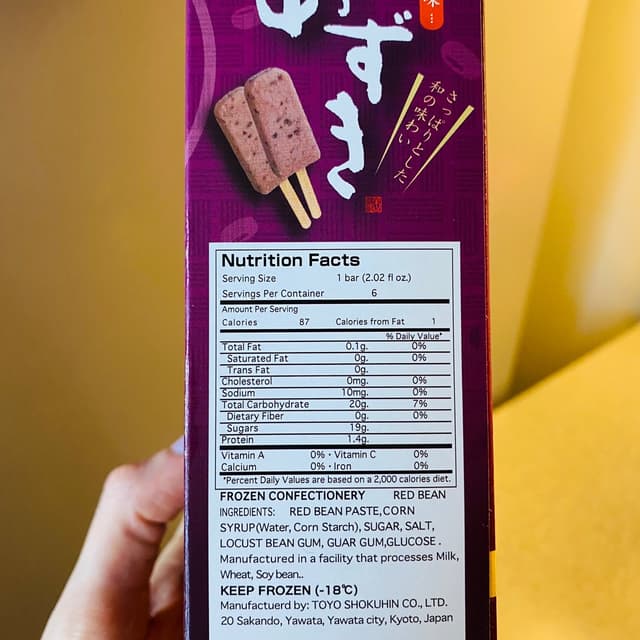 味…
ゆあずき
さっぱりとした
和の味わい
Nutrition Facts
Serving Size 1 bar (2.02 fl oz.)
Servings Per Container 6
Amount Per Serving
Calories 87 Calories from Fat 1
% Daily Value*
Total Fat 0.1g. 0%
Saturated Fat 0g. 0%
Trans Fat 0g.
Cholesterol 0mg. 0%
Sodium 10mg. 0%
Total Carbohydrate 20g. 7%
Dietary Fiber 0g. 0%
Sugars 19g.
Protein 1.4g.
Vitamin A 0% · Vitamin C 0%
Calcium 0% · Iron 0%
*Percent Daily Values are based on a 2,000 calories diet.
FROZEN CONFECTIONERY RED BEAN
INGREDIENTS: RED BEAN PASTE,CORN
SYRUP(Water, Corn Starch), SUGAR, SALT,
LOCUST BEAN GUM, GUAR GUM,GLUCOSE .
Manufactured in a facility that processes Milk,
Wheat, Soy bean..
KEEP FROZEN (-18℃)
Manufactuerd by: TOYO SHOKUHIN CO., LTD.
20 Sakando, Yawata, Yawata city, Kyoto, Japan